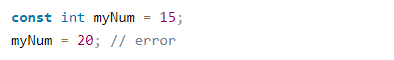 const int myNum = 15;
myNum = 20; // error